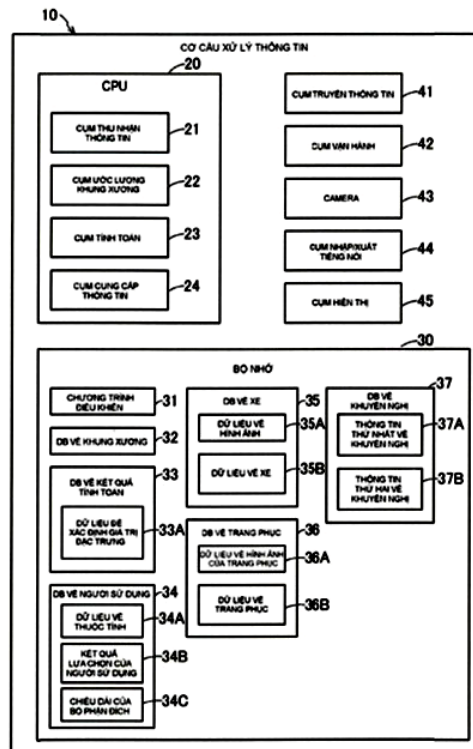 10
CƠ CẤU XỬ LÝ THÔNG TIN
20
CPU
CỤM THU NHẬN
THÔNG TIN
21
CỤM ƯỚC LƯỢNG
KHUNG XƯƠNG
22
CỤM TÍNH TOÁN
23
CỤM CUNG CẤP
THÔNG TIN
24
CỤM TRUYỀN THÔNG TIN
41
CỤM VẬN HÀNH
42
CAMERA
43
CỤM NHẬP/XUẤT
TIẾNG NÓI
44
CỤM HIỂN THỊ
45
30
BỘ NHỚ
CHƯƠNG TRÌNH
ĐIỀU KHIỂN
31
DB VỀ KHUNG XƯƠNG
32
33
DB VỀ KẾT QUẢ
TÍNH TOÁN
DỮ LIỆU ĐỂ
XÁC ĐỊNH GIÁ TRỊ
ĐẶC TRƯNG
33A
DB VỀ NGƯỜI SỬ DỤNG
34
DỮ LIỆU VỀ
THUỘC TÍNH
34A
KẾT QUẢ
LỰA CHỌN CỦA
NGƯỜI SỬ DỤNG
34B
CHIỀU DÀI CỦA
BỘ PHẬN ĐÍCH
34C
DB VỀ XE
35
DỮ LIỆU VỀ
HÌNH ẢNH
35A
DỮ LIỆU VỀ XE
35B
DB VỀ TRANG PHỤC
36
DỮ LIỆU VỀ HÌNH ẢNH
CỦA TRANG PHỤC
36A
DỮ LIỆU VỀ
TRANG PHỤC
36B
DB VỀ
KHUYẾN NGHỊ
37
THÔNG TIN
THỨ NHẤT VỀ
KHUYẾN NGHỊ
37A
THÔNG TIN
THỨ HAI VỀ
KHUYẾN NGHỊ
37B